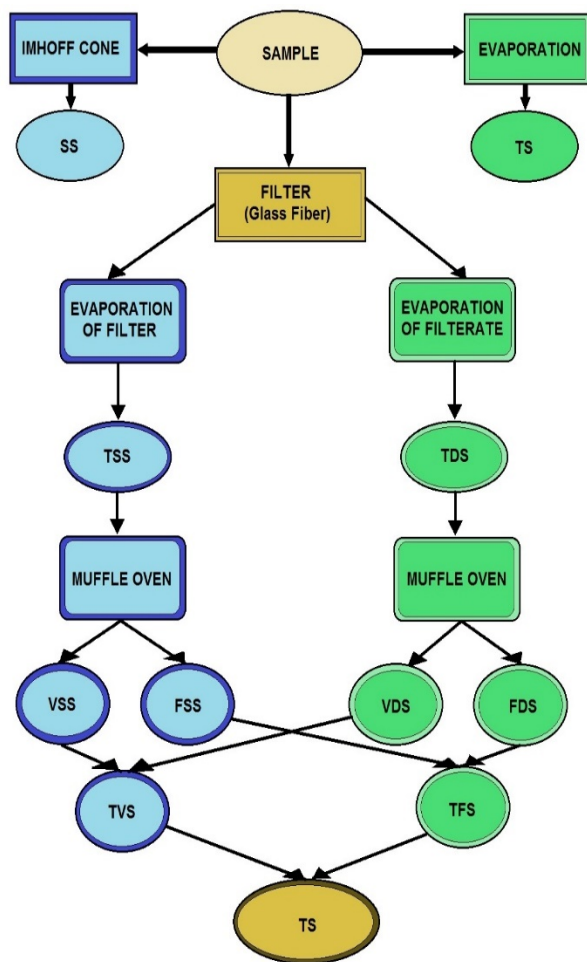 IMHOFF CONE
SAMPLE
EVAPORATION
SS
TS
FILTER
(Glass Fiber)
EVAPORATION
OF FILTER
EVAPORATION
OF FILTERATE
TSS
TDS
MUFFLE OVEN
MUFFLE OVEN
VSS
FSS
VDS
FDS
TVS
TFS
TS